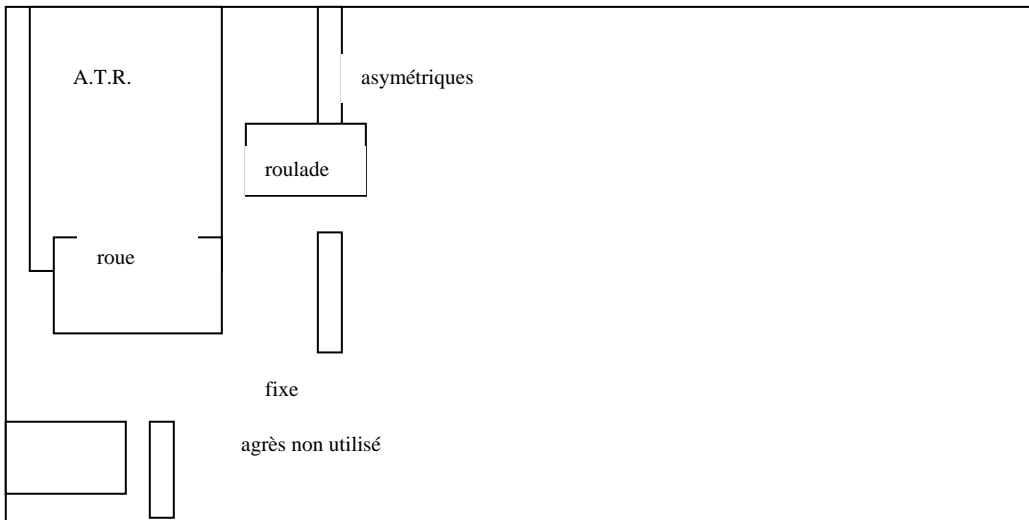 A.T.R.
asymétriques
roulade
roue
fixe
agrès non utilisé